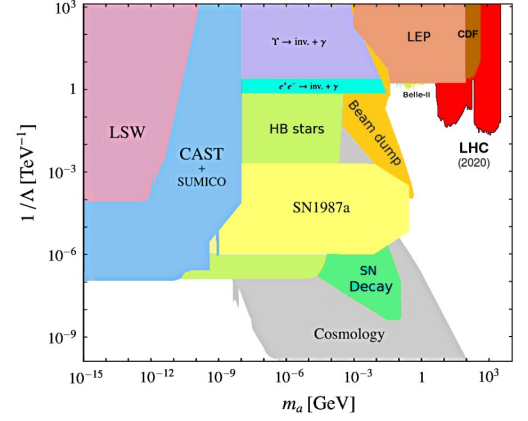 Υ → inv. + γ
LEP
CDF
e⁺e⁻ → inv. + γ
Belle-II
LSW
HB stars
Beam dump
LHC
(2020)
CAST
+
SUMICO
SN1987a
SN
Decay
Cosmology
1/Λ [TeV⁻¹]
10³
1
10⁻³
10⁻⁶
10⁻⁹
10⁻¹⁵
10⁻¹²
10⁻⁹
10⁻⁶
10⁻³
1
10³
mₐ [GeV]